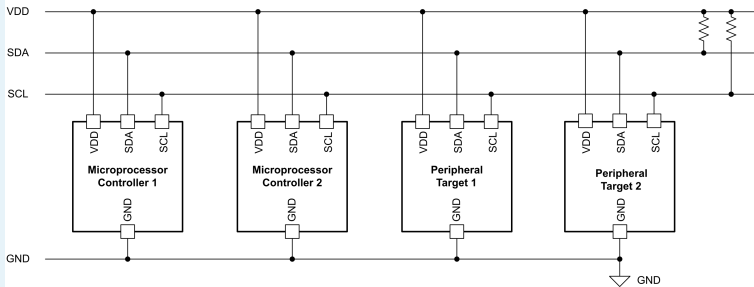 VDD
SDA
SCL
VDD
SDA
SCL
Microprocessor
Controller 1
GND
VDD
SDA
SCL
Microprocessor
Controller 2
GND
VDD
SDA
SCL
Peripheral
Target 1
GND
VDD
SDA
SCL
Peripheral
Target 2
GND
GND
GND